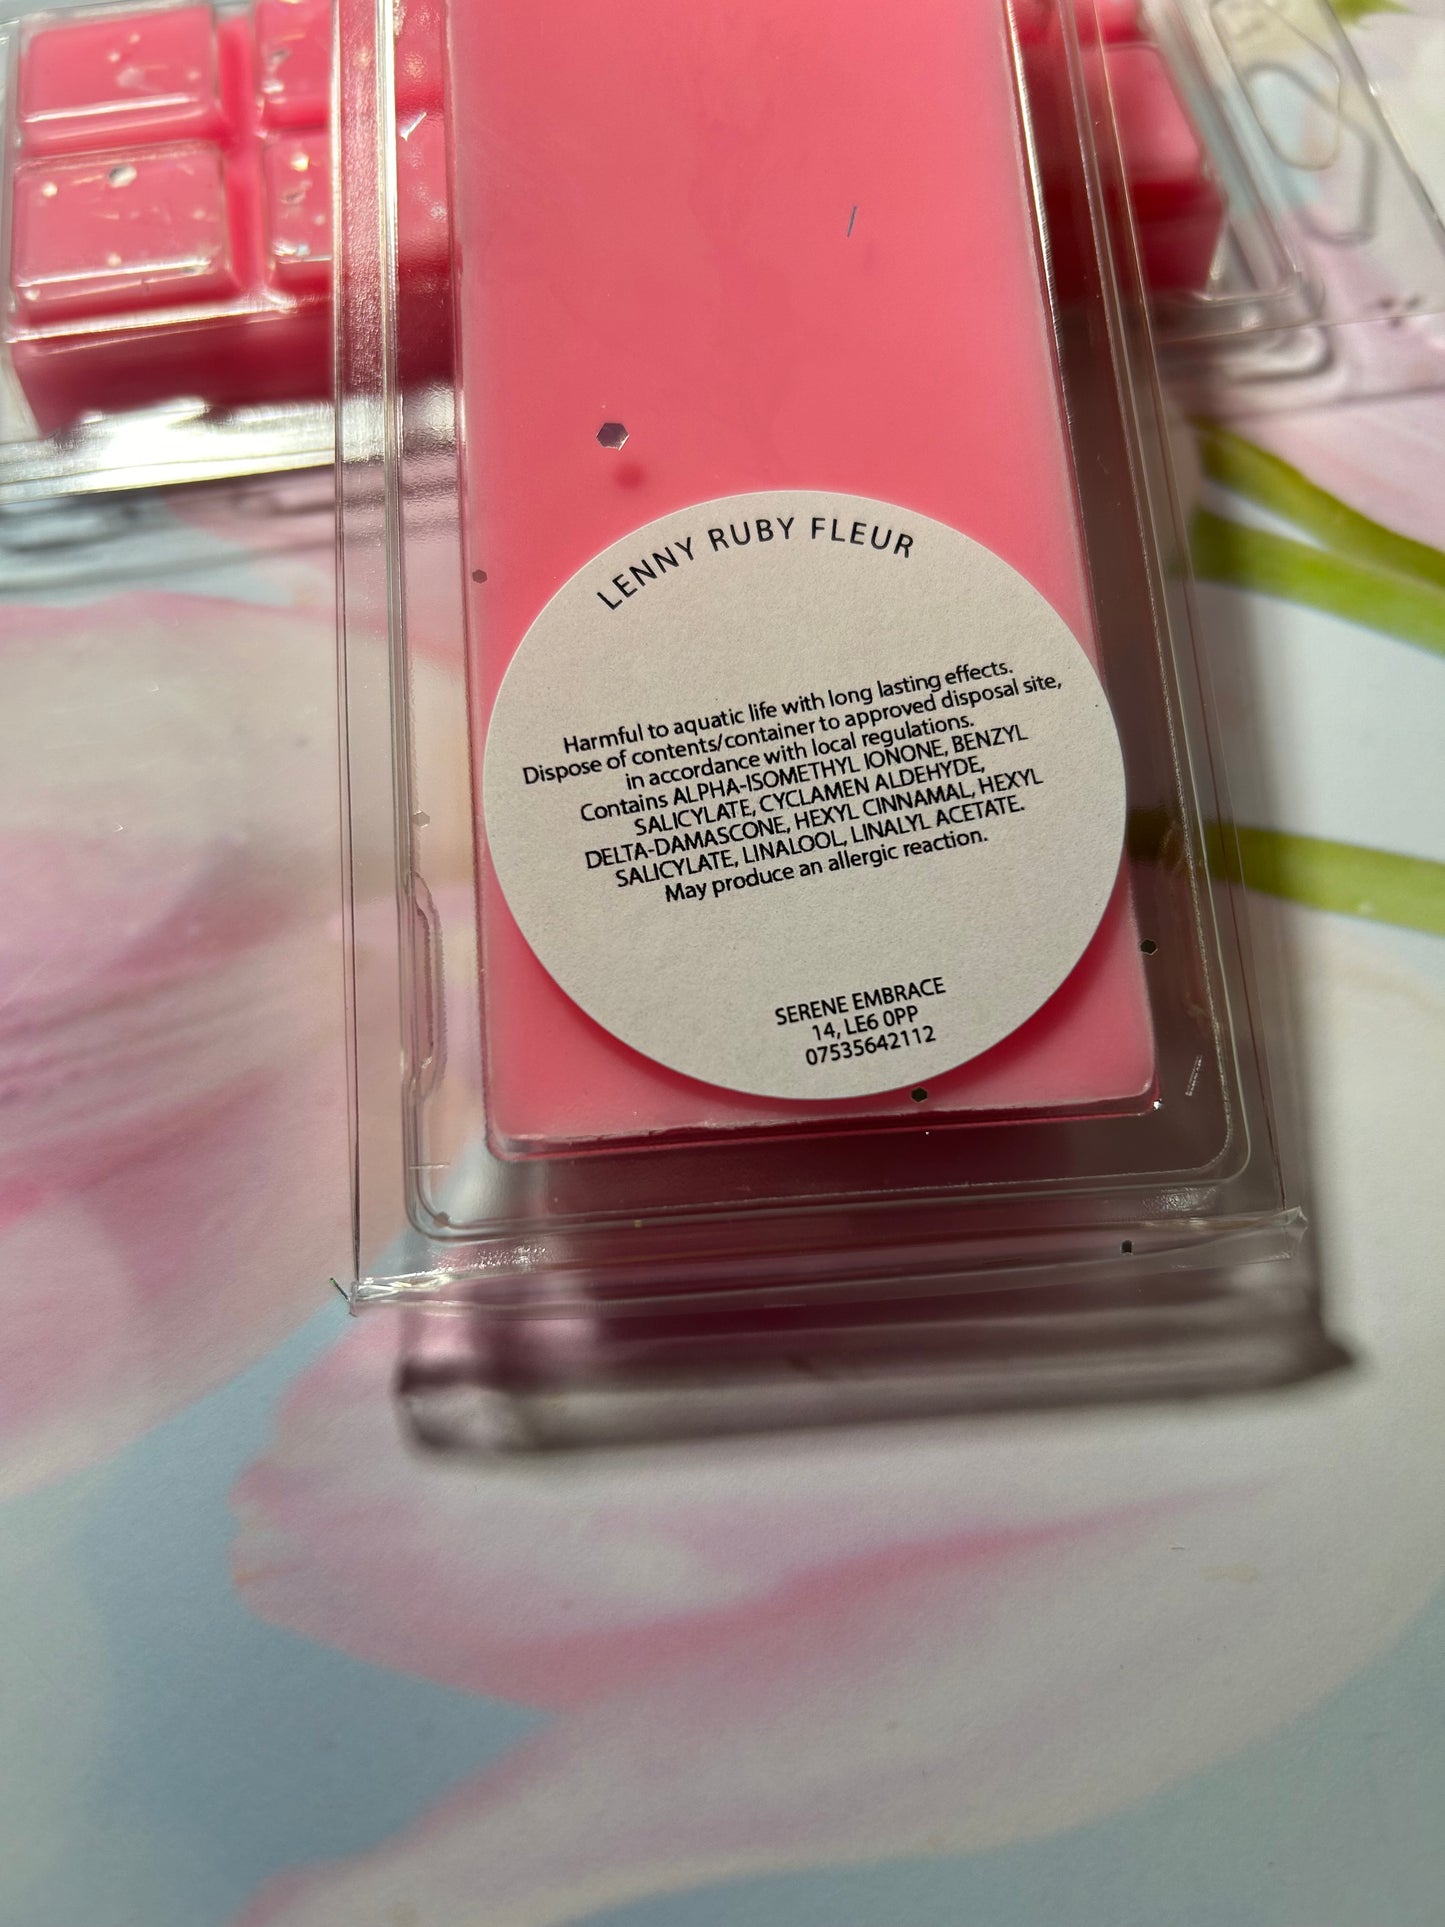 LENNY RUBY FLEUR
Harmful to aquatic life with long lasting effects.
Dispose of contents/container to approved disposal site,
in accordance with local regulations.
Contains ALPHA-ISOMETHYL IONONE, BENZYL
SALICYLATE, CYCLAMEN ALDEHYDE,
DELTA-DAMASCONE, HEXYL CINNAMAL, HEXYL
SALICYLATE, LINALOOL, LINALYL ACETATE.
May produce an allergic reaction.
SERENE EMBRACE
14, LE6 0PP
07535642112